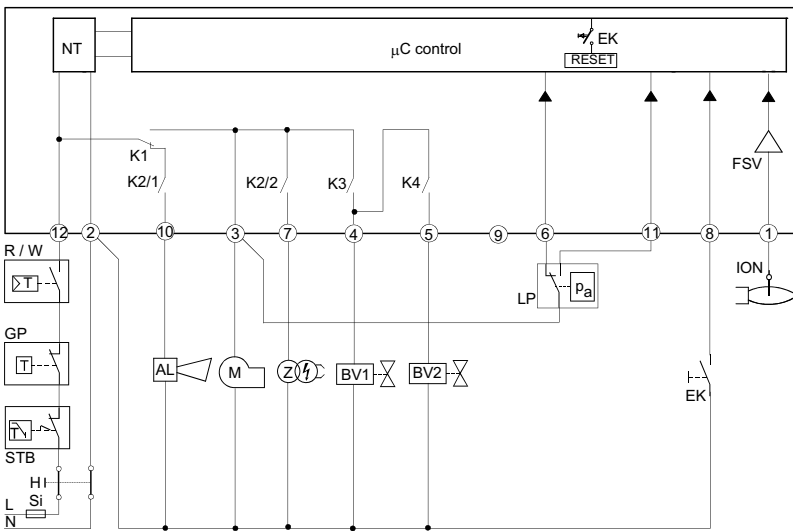 NT
μC control
EK
RESET
K1
K2/1
K2/2
K3
K4
FSV
12
2
10
3
7
4
5
9
6
11
8
1
R / W
T
GP
T
STB
T
H
L
Si
N
AL
M
Z
BV1
BV2
LP
pa
ION
EK